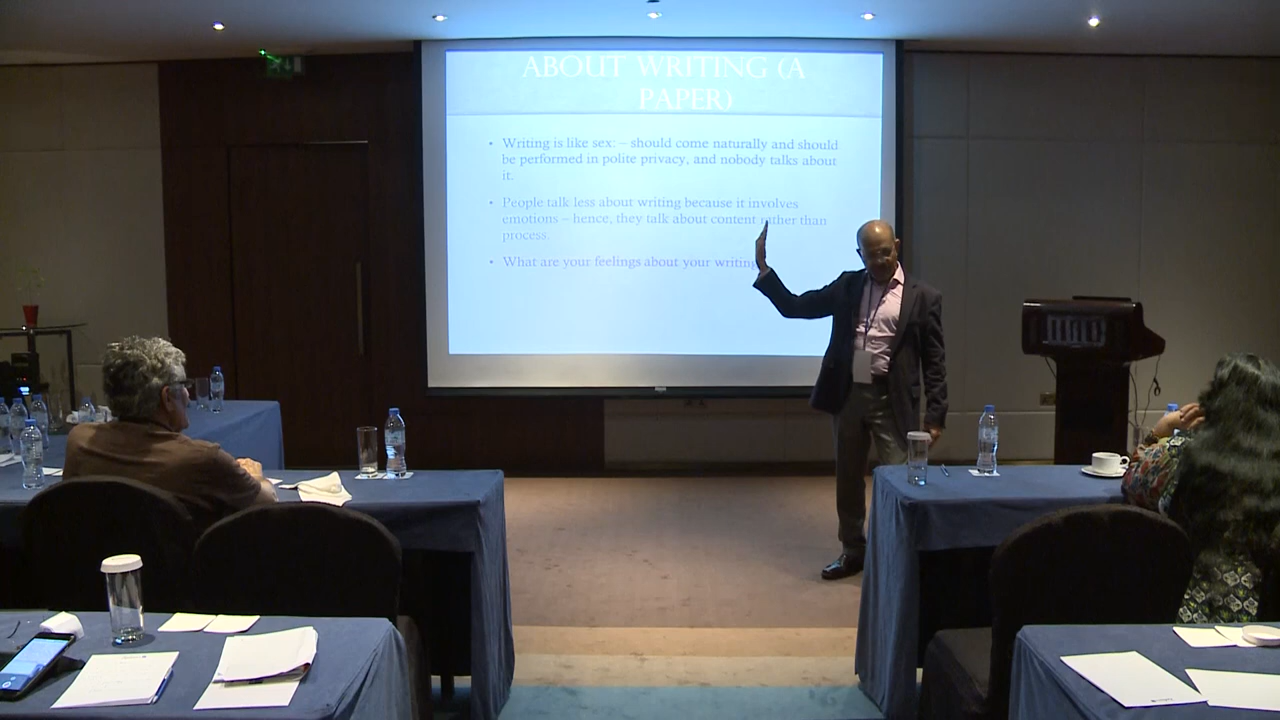 ABOUT WRITING (A
PAPER)
• Writing is like sex: – should come naturally and should
be performed in polite privacy, and nobody talks about
it.
• People talk less about writing because it involves
emotions – hence, they talk about content rather than
process.
• What are your feelings about your writing